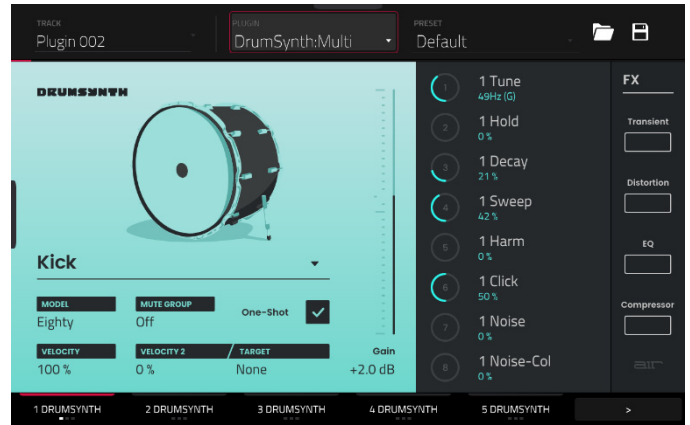 TRACK
Plugin 002
PLUGIN
DrumSynth:Multi
PRESET
Default
DRUMSYNTH
Kick
MODEL
Eighty
MUTE GROUP
Off
One-Shot
VELOCITY
100 %
VELOCITY 2
0 %
TARGET
None
Gain
+2.0 dB
1
1 Tune
49Hz (G)
2
1 Hold
0 %
3
1 Decay
21 %
4
1 Sweep
42 %
5
1 Harm
0 %
6
1 Click
50 %
7
1 Noise
0 %
8
1 Noise-Col
0 %
FX
Transient
Distortion
EQ
Compressor
air
1 DRUMSYNTH
2 DRUMSYNTH
3 DRUMSYNTH
4 DRUMSYNTH
5 DRUMSYNTH
>